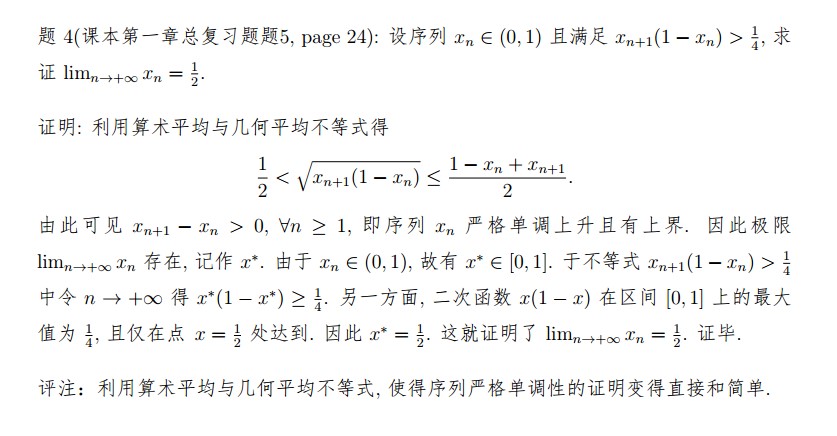 题 4(课本第一章总复习题题5, page 24): 设序列 $x_n \in (0,1)$ 且满足 $x_{n+1}(1-x_n) > \frac{1}{4}$, 求
证 $\lim_{n\to+\infty} x_n = \frac{1}{2}$.
证明: 利用算术平均与几何平均不等式得
$\frac{1}{2} < \sqrt{x_{n+1}(1-x_n)} \leq \frac{1-x_n+x_{n+1}}{2}.$
由此可见 $x_{n+1} - x_n > 0$, $\forall n \geq 1$, 即序列 $x_n$ 严格单调上升且有上界. 因此极限
$\lim_{n\to+\infty} x_n$ 存在, 记作 $x^*$. 由于 $x_n \in (0,1)$, 故有 $x^* \in [0,1]$. 于不等式 $x_{n+1}(1-x_n) > \frac{1}{4}$
中令 $n \to +\infty$ 得 $x^*(1-x^*) \geq \frac{1}{4}$. 另一方面, 二次函数 $x(1-x)$ 在区间 $[0,1]$ 上的最大
值为 $\frac{1}{4}$, 且仅在点 $x = \frac{1}{2}$ 处达到. 因此 $x^* = \frac{1}{2}$. 这就证明了 $\lim_{n\to+\infty} x_n = \frac{1}{2}$. 证毕.
评注: 利用算术平均与几何平均不等式, 使得序列严格单调性的证明变得直接和简单.